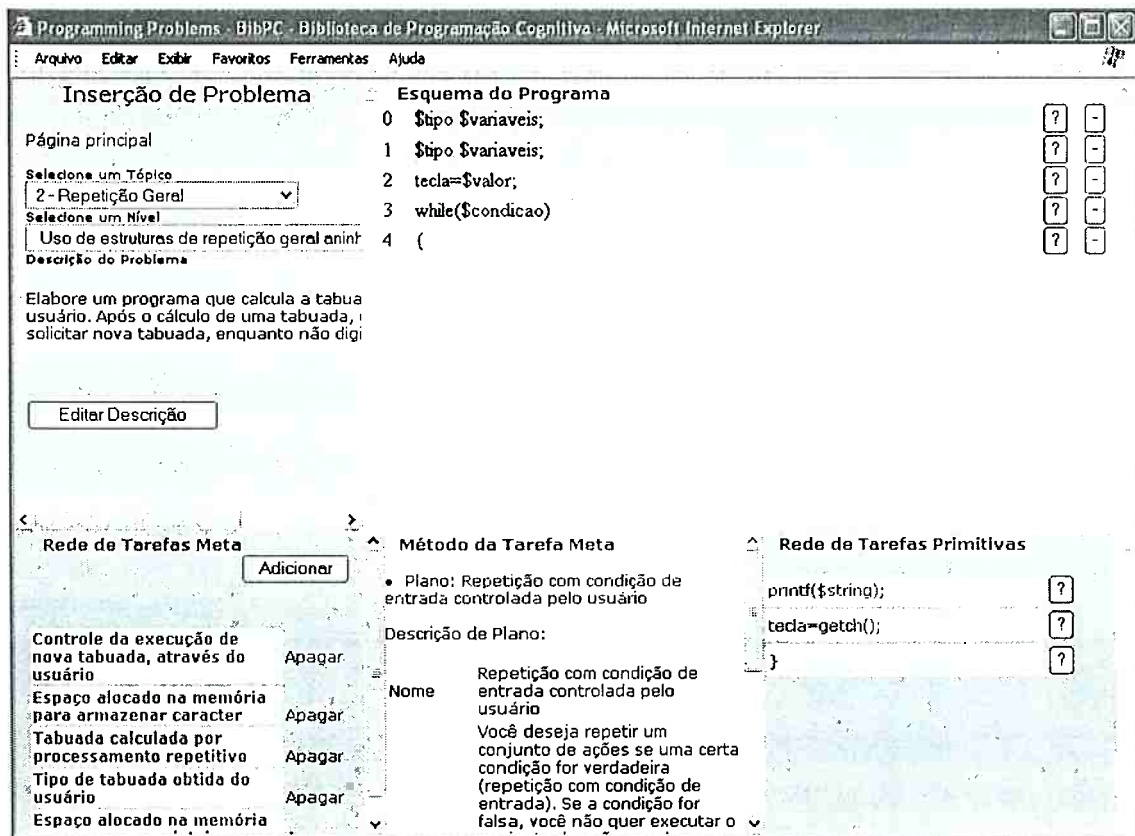 Programming Problems - BibPC - Biblioteca de Programação Cognitiva - Microsoft Internet Explorer
Arquivo Editar Exibir Favoritos Ferramentas Ajuda
Inserção de Problema
Página principal
Selecione um Tópico
2 - Repetição Geral
Selecione um Nível
Uso de estruturas de repetição geral aninh
Descrição do Problema
Elabore um programa que calcula a tabua
usuário. Após o cálculo de uma tabuada,
solicitar nova tabuada, enquanto não digi
Editar Descrição
Esquema do Programa
0 $tipo $variaveis; ? -
1 $tipo $variaveis; ? -
2 tecla=$valor; ? -
3 while($condicao) ? -
4 { ? -
Rede de Tarefas Meta
Adicionar
Controle da execução de
nova tabuada, através do
usuário Apagar
Espaço alocado na memória
para armazenar caracter Apagar
Tabuada calculada por
processamento repetitivo Apagar
Tipo de tabuada obtida do
usuário Apagar
Espaço alocado na memória
Método da Tarefa Meta
• Plano: Repetição com condição de
entrada controlada pelo usuário
Descrição de Plano:
Nome Repetição com condição de
entrada controlada pelo
usuário
Você deseja repetir um
conjunto de ações se uma certa
condição for verdadeira
(repetição com condição de
entrada). Se a condição for
falsa, você não quer executar o
Rede de Tarefas Primitivas
printf($string); ?
tecla=getch(); ?
} ?